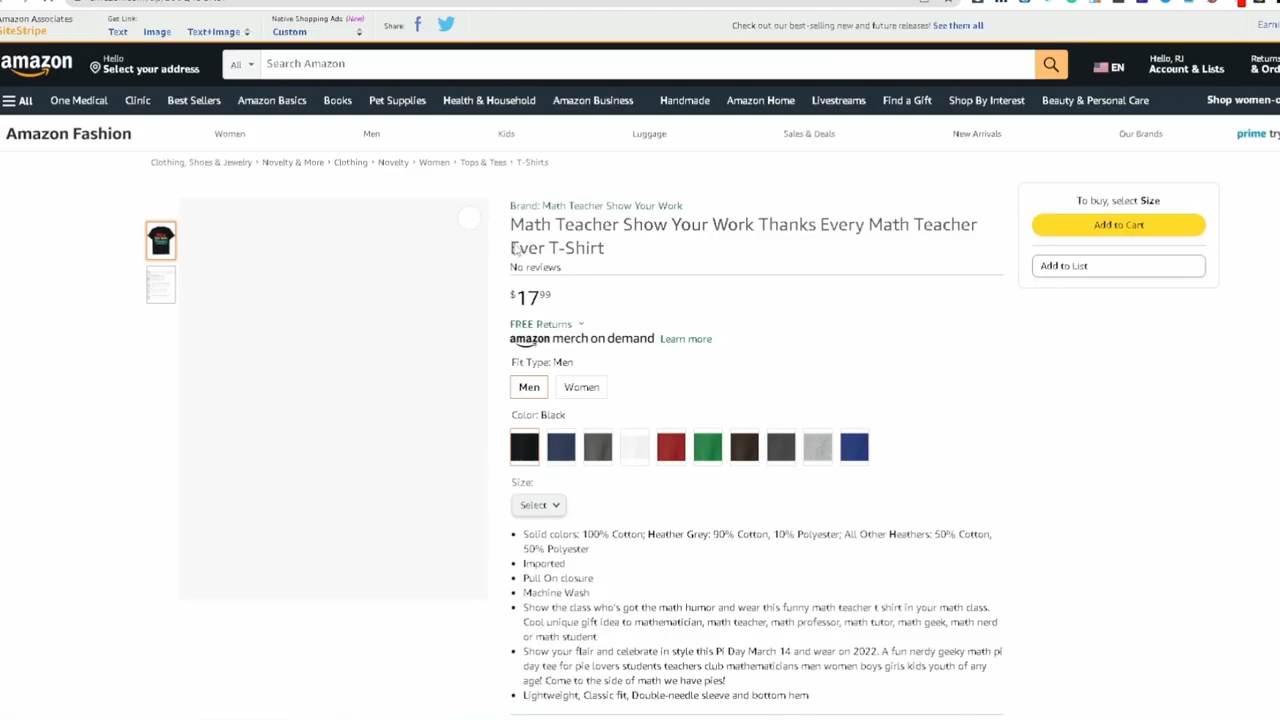 Amazon Associates
SiteStripe
Get Link:
Text Image Text+Image
Native Shopping Ads (New)
Custom
Share:
Check out our best-selling new and future releases! See them all
amazon
Hello
Select your address
All
Search Amazon
EN
Hello, RJ
Account & Lists
Returns
& Ord
All One Medical Clinic Best Sellers Amazon Basics Books Pet Supplies Health & Household Amazon Business Handmade Amazon Home Livestreams Find a Gift Shop By Interest Beauty & Personal Care Shop women-o
Amazon Fashion Women Men Kids Luggage Sales & Deals New Arrivals Our Brands prime try
Clothing, Shoes & Jewelry › Novelty & More › Clothing › Novelty › Women › Tops & Tees › T-Shirts
Brand: Math Teacher Show Your Work
Math Teacher Show Your Work Thanks Every Math Teacher
Ever T-Shirt
No reviews
$17.99
FREE Returns
amazon merch on demand Learn more
Fit Type: Men
Men Women
Color: Black
Size:
Select
• Solid colors: 100% Cotton; Heather Grey: 90% Cotton, 10% Polyester; All Other Heathers: 50% Cotton,
50% Polyester
• Imported
• Pull On closure
• Machine Wash
• Show the class who's got the math humor and wear this funny math teacher t shirt in your math class.
Cool unique gift idea to mathematician, math teacher, math professor, math tutor, math geek, math nerd
or math student
• Show your flair and celebrate in style this Pi Day March 14 and wear on 2022. A fun nerdy geeky math pi
day tee for pie lovers students teachers club mathematicians men women boys girls kids youth of any
age! Come to the side of math we have pies!
• Lightweight, Classic fit, Double-needle sleeve and bottom hem
To buy, select Size
Add to Cart
Add to List